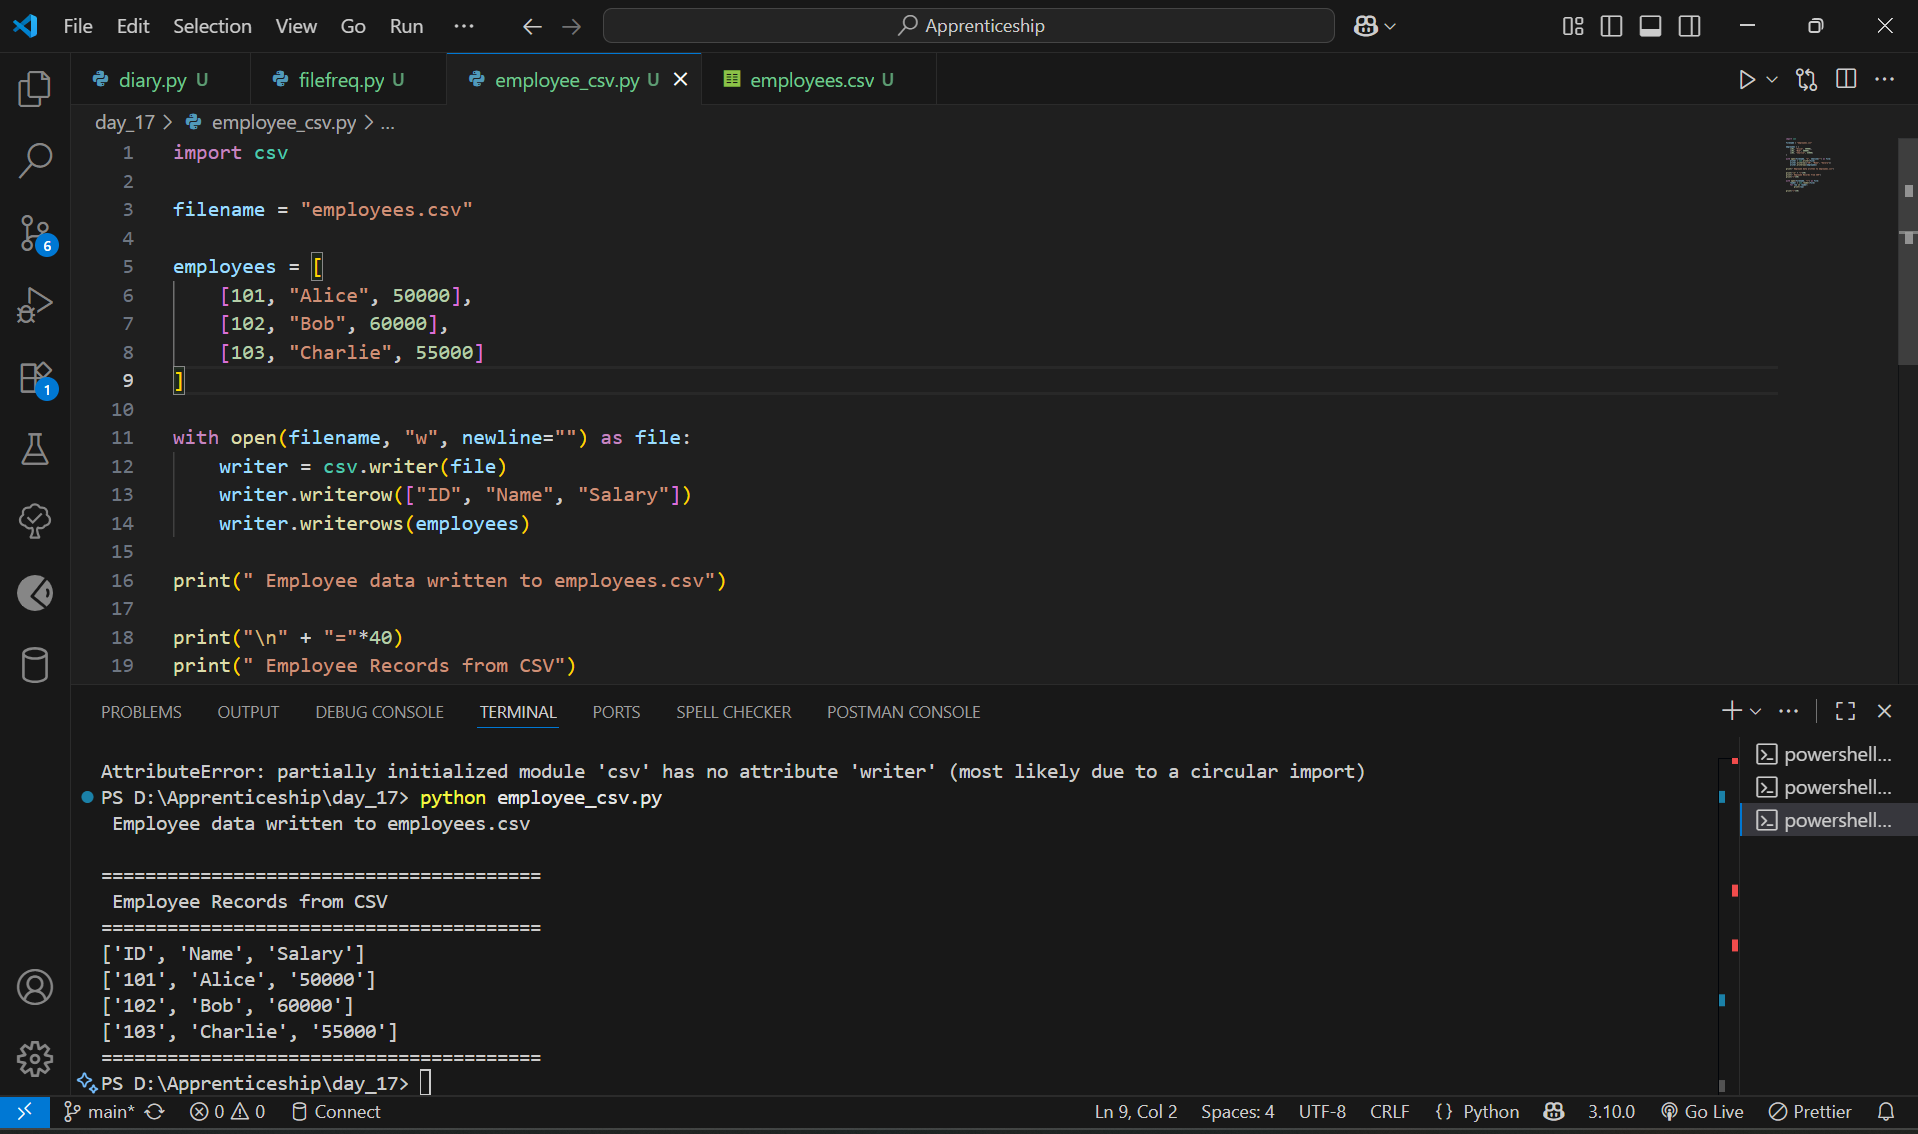 File Edit Selection View Go Run ··· Apprenticeship
diary.py U filefreq.py U employee_csv.py U employees.csv U
day_17 > employee_csv.py > ...
1 import csv
2
3 filename = "employees.csv"
4
5 employees = [
6 [101, "Alice", 50000],
7 [102, "Bob", 60000],
8 [103, "Charlie", 55000]
9 ]
10
11 with open(filename, "w", newline="") as file:
12 writer = csv.writer(file)
13 writer.writerow(["ID", "Name", "Salary"])
14 writer.writerows(employees)
15
16 print(" Employee data written to employees.csv")
17
18 print("\n" + "="*40)
19 print(" Employee Records from CSV")
6
1
PROBLEMS OUTPUT DEBUG CONSOLE TERMINAL PORTS SPELL CHECKER POSTMAN CONSOLE
powershell...
powershell...
powershell...
AttributeError: partially initialized module 'csv' has no attribute 'writer' (most likely due to a circular import)
PS D:\Apprenticeship\day_17> python employee_csv.py
Employee data written to employees.csv
========================================
Employee Records from CSV
========================================
['ID', 'Name', 'Salary']
['101', 'Alice', '50000']
['102', 'Bob', '60000']
['103', 'Charlie', '55000']
========================================
PS D:\Apprenticeship\day_17>
main* 0 0 Connect Ln 9, Col 2 Spaces: 4 UTF-8 CRLF {} Python 3.10.0 Go Live Prettier